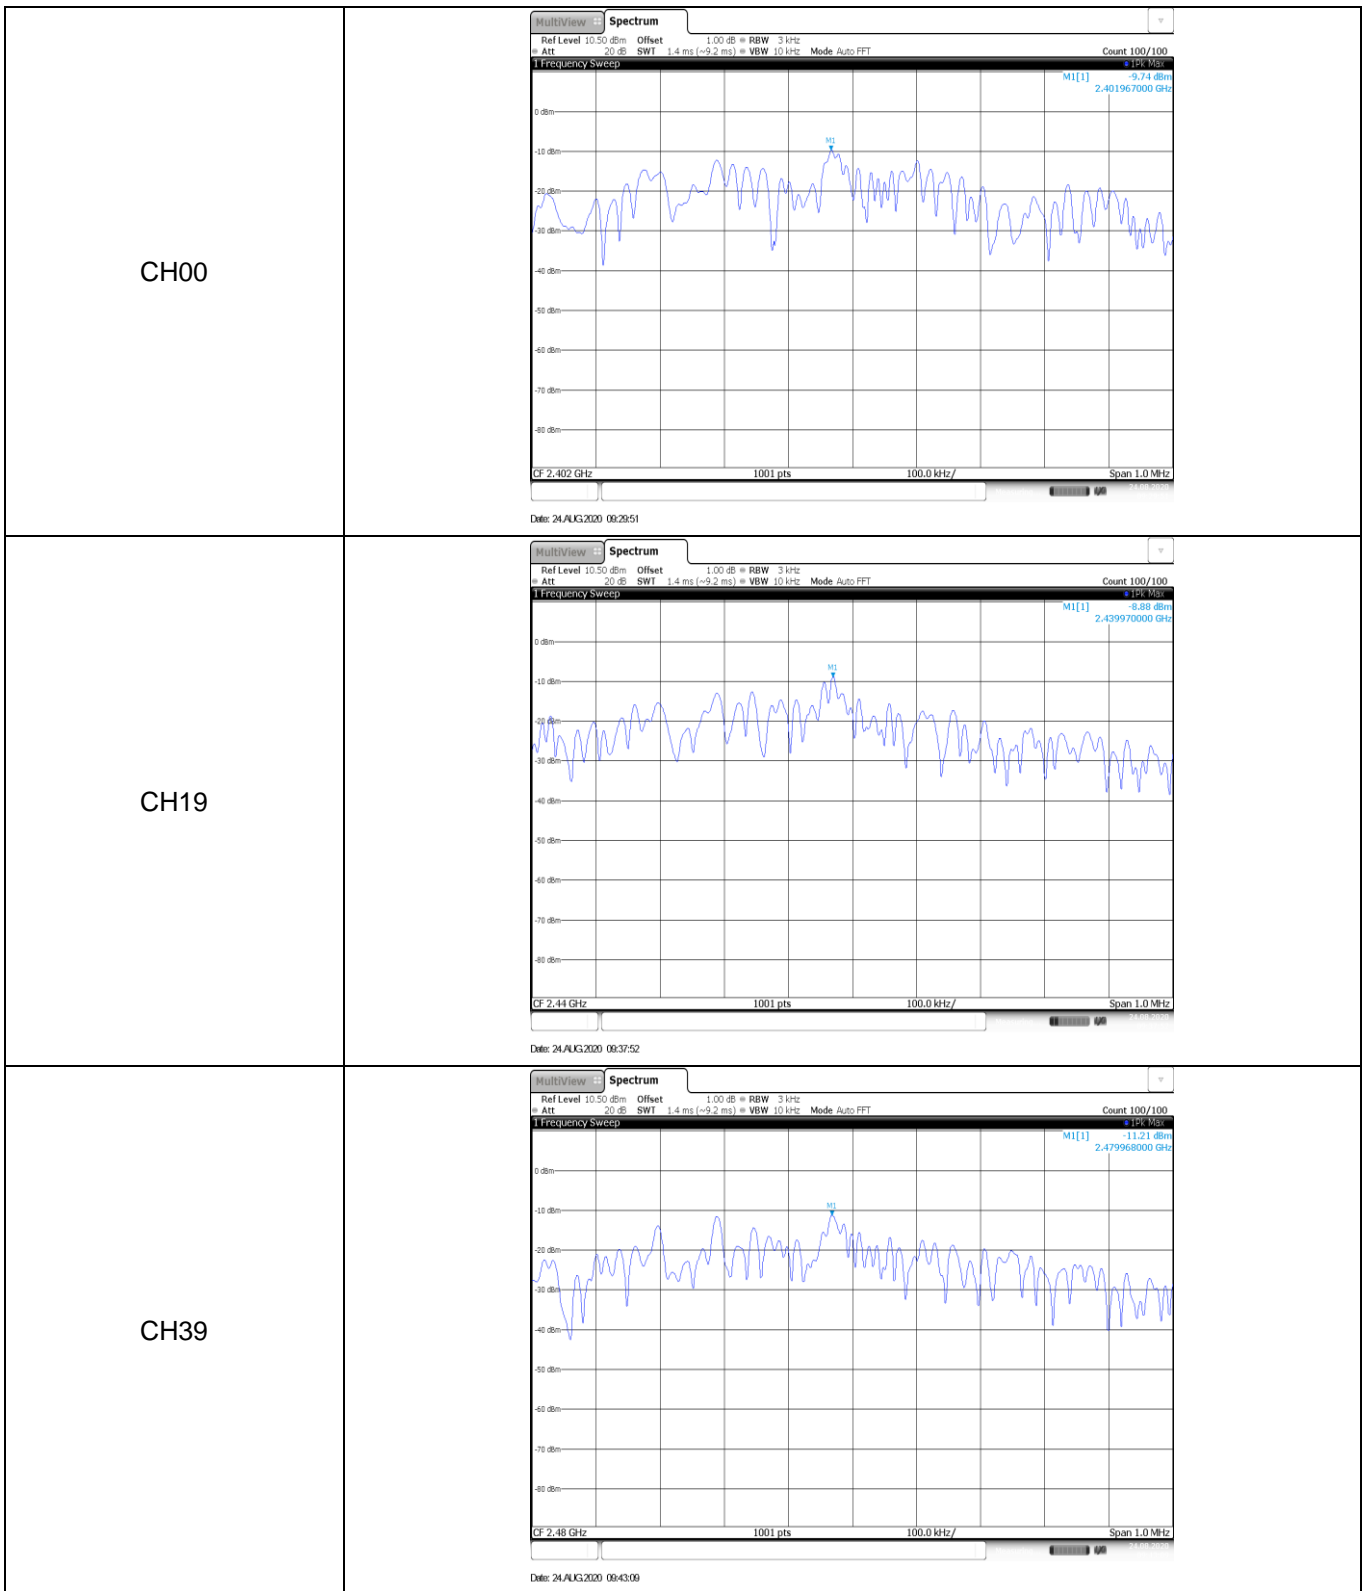 CH00
MultiView Spectrum
Ref Level 10.50 dBm Offset 1.00 dB RBW 3 kHz
Att 20 dB SWT 1.4 ms (~9.2 ms) VBW 10 kHz Mode Auto FFT Count 100/100
1 Frequency Sweep 1Pk Max
M1[1] -9.74 dBm
2.401967000 GHz
0 dBm
M1
-10 dBm
-20 dBm
-30 dBm
-40 dBm
-50 dBm
-60 dBm
-70 dBm
-80 dBm
CF 2.402 GHz 1001 pts 100.0 kHz/ Span 1.0 MHz
Date: 24.AUG.2020 09:29:51
CH19
MultiView Spectrum
Ref Level 10.50 dBm Offset 1.00 dB RBW 3 kHz
Att 20 dB SWT 1.4 ms (~9.2 ms) VBW 10 kHz Mode Auto FFT Count 100/100
1 Frequency Sweep 1Pk Max
M1[1] -8.88 dBm
2.439970000 GHz
0 dBm
M1
-10 dBm
-20 dBm
-30 dBm
-40 dBm
-50 dBm
-60 dBm
-70 dBm
-80 dBm
CF 2.44 GHz 1001 pts 100.0 kHz/ Span 1.0 MHz
Date: 24.AUG.2020 09:37:52
CH39
MultiView Spectrum
Ref Level 10.50 dBm Offset 1.00 dB RBW 3 kHz
Att 20 dB SWT 1.4 ms (~9.2 ms) VBW 10 kHz Mode Auto FFT Count 100/100
1 Frequency Sweep 1Pk Max
M1[1] -11.21 dBm
2.479968000 GHz
0 dBm
M1
-10 dBm
-20 dBm
-30 dBm
-40 dBm
-50 dBm
-60 dBm
-70 dBm
-80 dBm
CF 2.48 GHz 1001 pts 100.0 kHz/ Span 1.0 MHz
Date: 24.AUG.2020 09:43:09